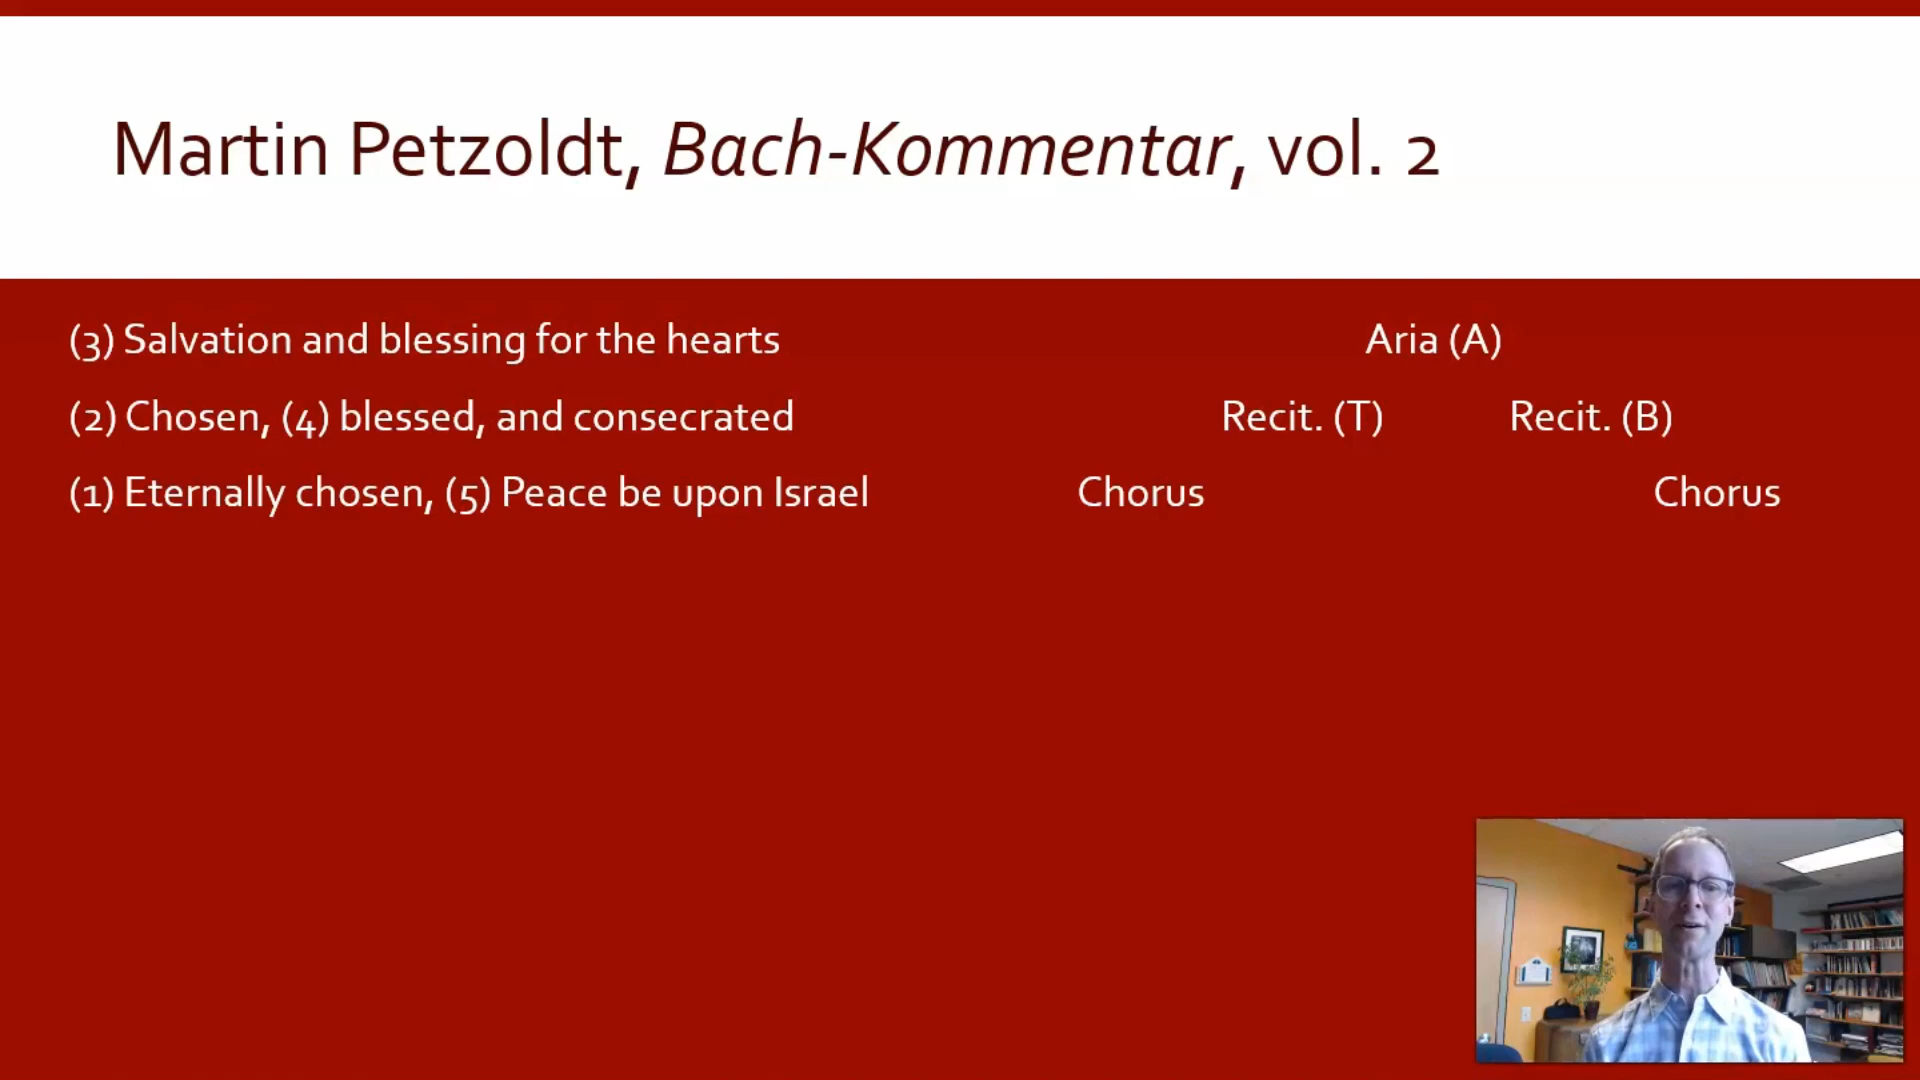 Martin Petzoldt, Bach-Kommentar, vol. 2
(3) Salvation and blessing for the hearts Aria (A)
(2) Chosen, (4) blessed, and consecrated Recit. (T) Recit. (B)
(1) Eternally chosen, (5) Peace be upon Israel Chorus Chorus